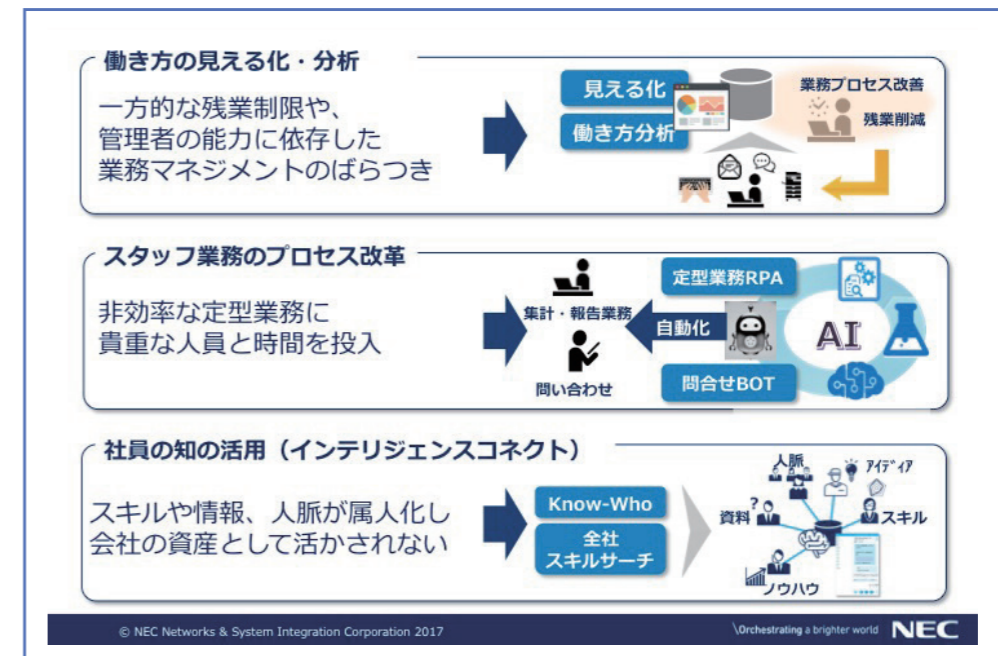 働き方の見える化・分析
一方的な残業制限や、
管理者の能力に依存した
業務マネジメントのばらつき
見える化
働き方分析
業務プロセス改善
残業削減
スタッフ業務のプロセス改革
非効率な定型業務に
貴重な人員と時間を投入
集計・報告業務
問い合わせ
自動化
定型業務RPA
問合せBOT
AI
社員の知の活用（インテリジェンスコネクト）
スキルや情報、人脈が属人化し
会社の資産として活かされない
Know-Who
全社
スキルサーチ
人脈
アイディア
資料
?
スキル
ノウハウ
© NEC Networks & System Integration Corporation 2017
\Orchestrating a brighter world
NEC